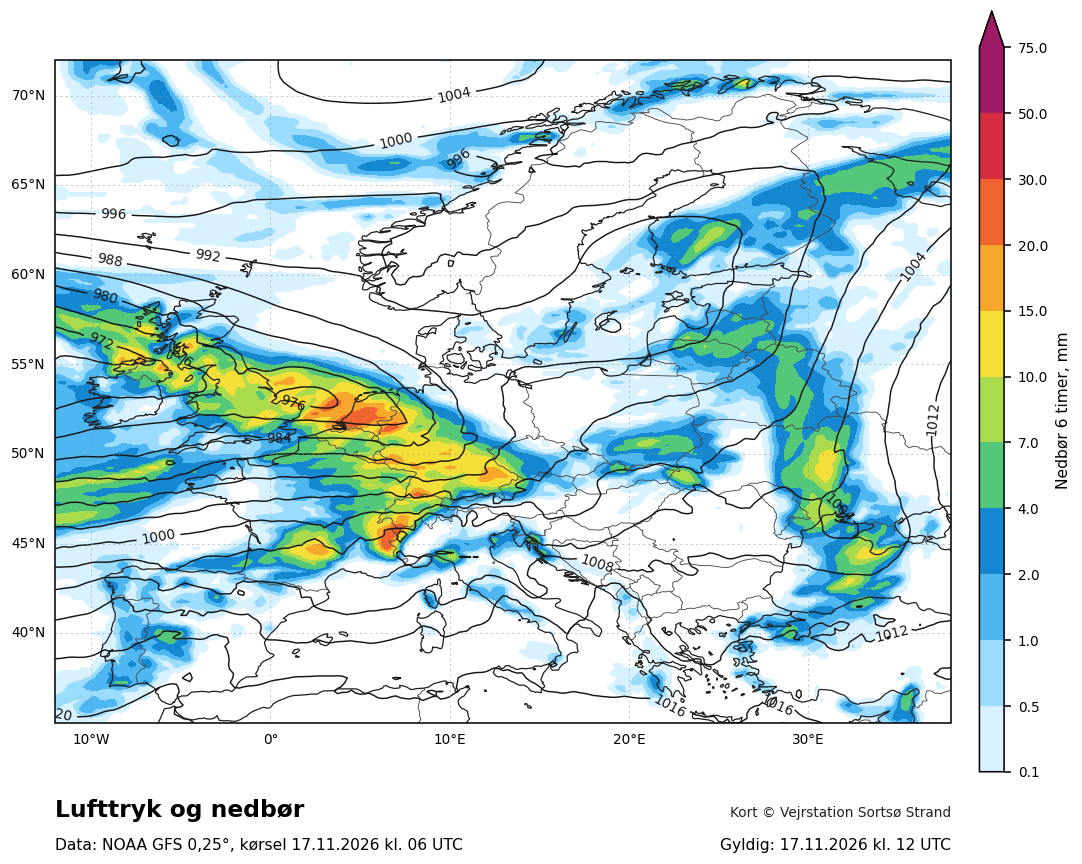 75.0
50.0
30.0
20.0
15.0
10.0
7.0
4.0
2.0
1.0
0.5
0.1
Nedbør 6 timer, mm
70°N
65°N
60°N
55°N
50°N
45°N
40°N
10°W
0°
10°E
20°E
30°E
1004
1000
996
996
992
988
980
972
976
984
1000
1004
1012
1008
1012
1016
1016
20
Lufttryk og nedbør
Kort © Vejrstation Sortsø Strand
Data: NOAA GFS 0,25°, kørsel 17.11.2026 kl. 06 UTC
Gyldig: 17.11.2026 kl. 12 UTC